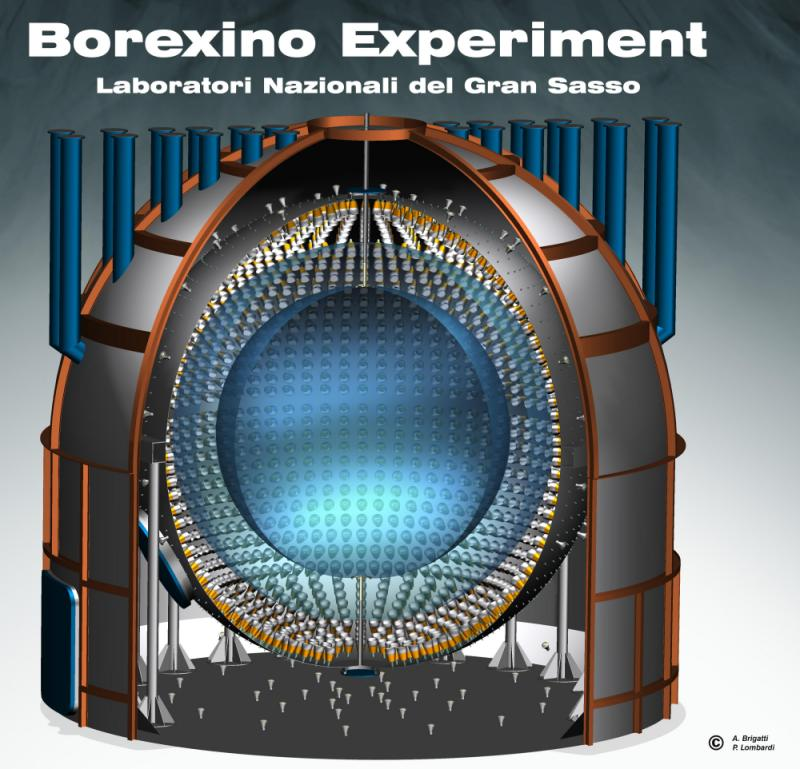 Borexino Experiment
Laboratori Nazionali del Gran Sasso
© A. Brigatti
P. Lombardi